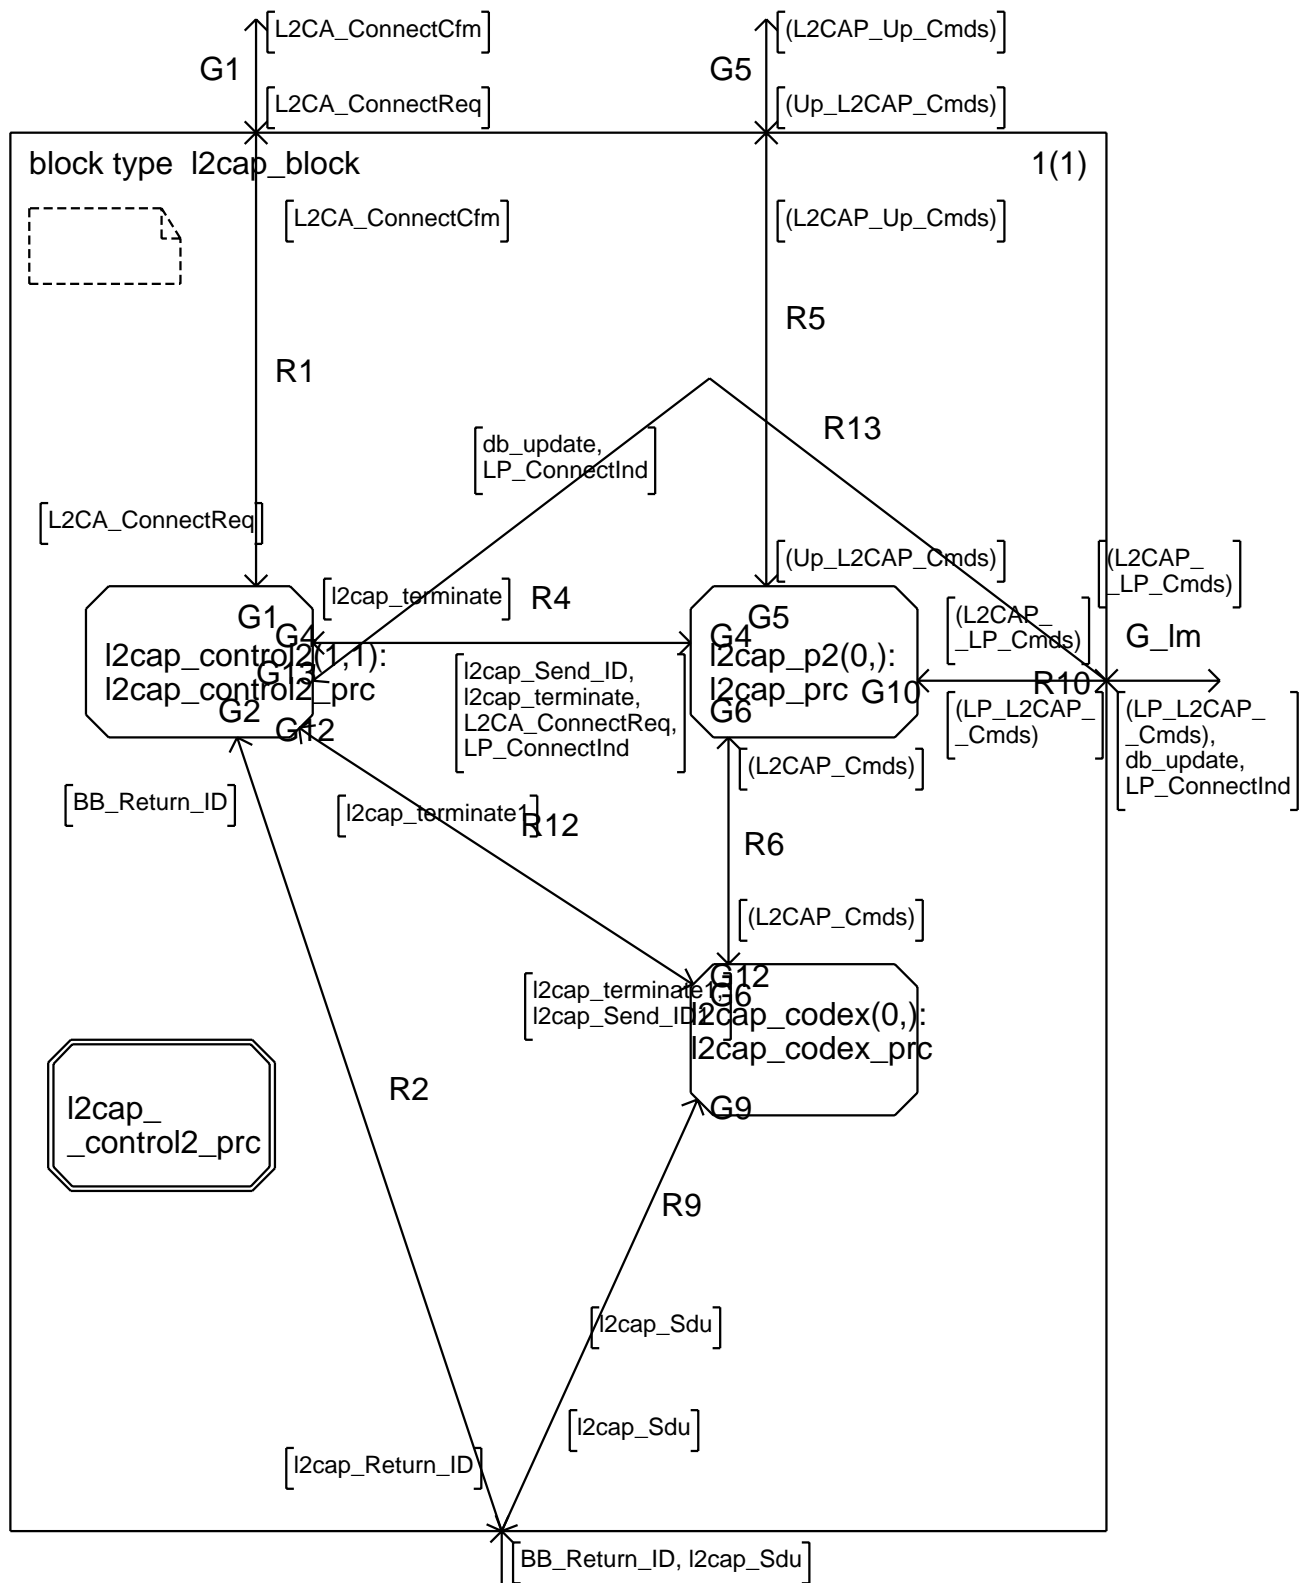 [L2CA_ConnectCfm]
[(L2CAP_Up_Cmds)]
G1
G5
[L2CA_ConnectReq]
[(Up_L2CAP_Cmds)]
block type l2cap_block
1(1)
[L2CA_ConnectCfm]
[(L2CAP_Up_Cmds)]
R5
R1
R13
[db_update,
LP_ConnectInd]
[L2CA_ConnectReq]
[(Up_L2CAP_Cmds)]
[(L2CAP_
_LP_Cmds)]
[l2cap_terminate]
R4
[(L2CAP_
_LP_Cmds)]
G_lm
G1
G4
l2cap_control2(1,1):
G13
l2cap_control2_prc
G2
G12
G5
G4
l2cap_p2(0,):
l2cap_prc
G10
G6
R10
[l2cap_Send_ID,
l2cap_terminate,
L2CA_ConnectReq,
LP_ConnectInd]
[(LP_L2CAP_
_Cmds)]
[(LP_L2CAP_
_Cmds),
db_update,
LP_ConnectInd]
[(L2CAP_Cmds)]
[BB_Return_ID]
[l2cap_terminate1]
R12
R6
[(L2CAP_Cmds)]
[l2cap_terminate1,
l2cap_Send_ID1]
G12
G6
l2cap_codex(0,):
l2cap_codex_prc
G9
R2
l2cap_
_control2_prc
R9
[l2cap_Sdu]
[l2cap_Sdu]
[l2cap_Return_ID]
[BB_Return_ID, l2cap_Sdu]